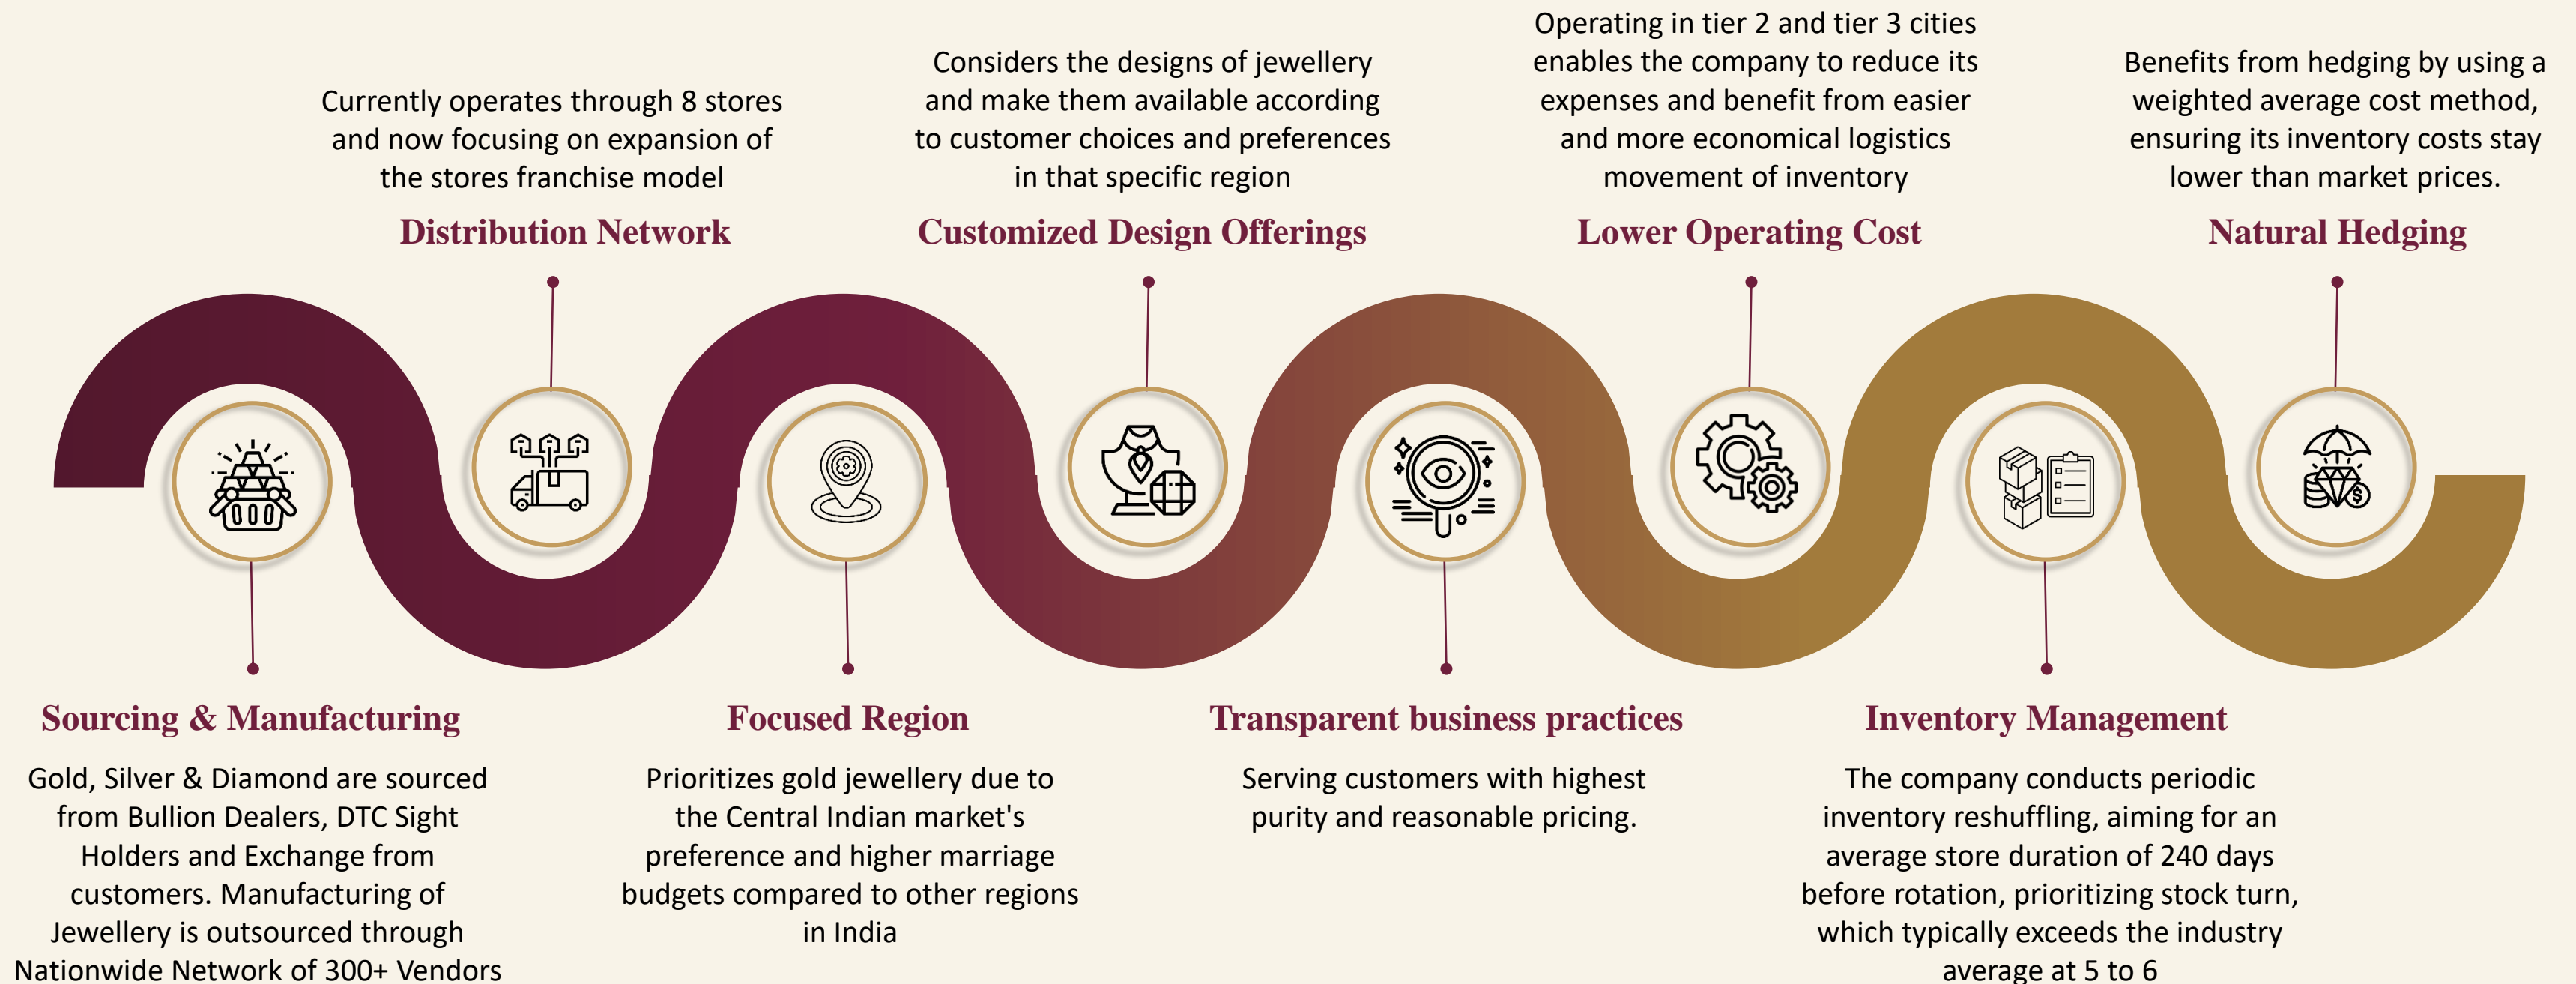 Currently operates through 8 stores
and now focusing on expansion of
the stores franchise model
Distribution Network
Considers the designs of jewellery
and make them available according
to customer choices and preferences
in that specific region
Customized Design Offerings
Operating in tier 2 and tier 3 cities
enables the company to reduce its
expenses and benefit from easier
and more economical logistics
movement of inventory
Lower Operating Cost
Benefits from hedging by using a
weighted average cost method,
ensuring its inventory costs stay
lower than market prices.
Natural Hedging
$
Sourcing & Manufacturing
Gold, Silver & Diamond are sourced
from Bullion Dealers, DTC Sight
Holders and Exchange from
customers. Manufacturing of
Jewellery is outsourced through
Nationwide Network of 300+ Vendors
Focused Region
Prioritizes gold jewellery due to
the Central Indian market's
preference and higher marriage
budgets compared to other regions
in India
Transparent business practices
Serving customers with highest
purity and reasonable pricing.
Inventory Management
The company conducts periodic
inventory reshuffling, aiming for an
average store duration of 240 days
before rotation, prioritizing stock turn,
which typically exceeds the industry
average at 5 to 6